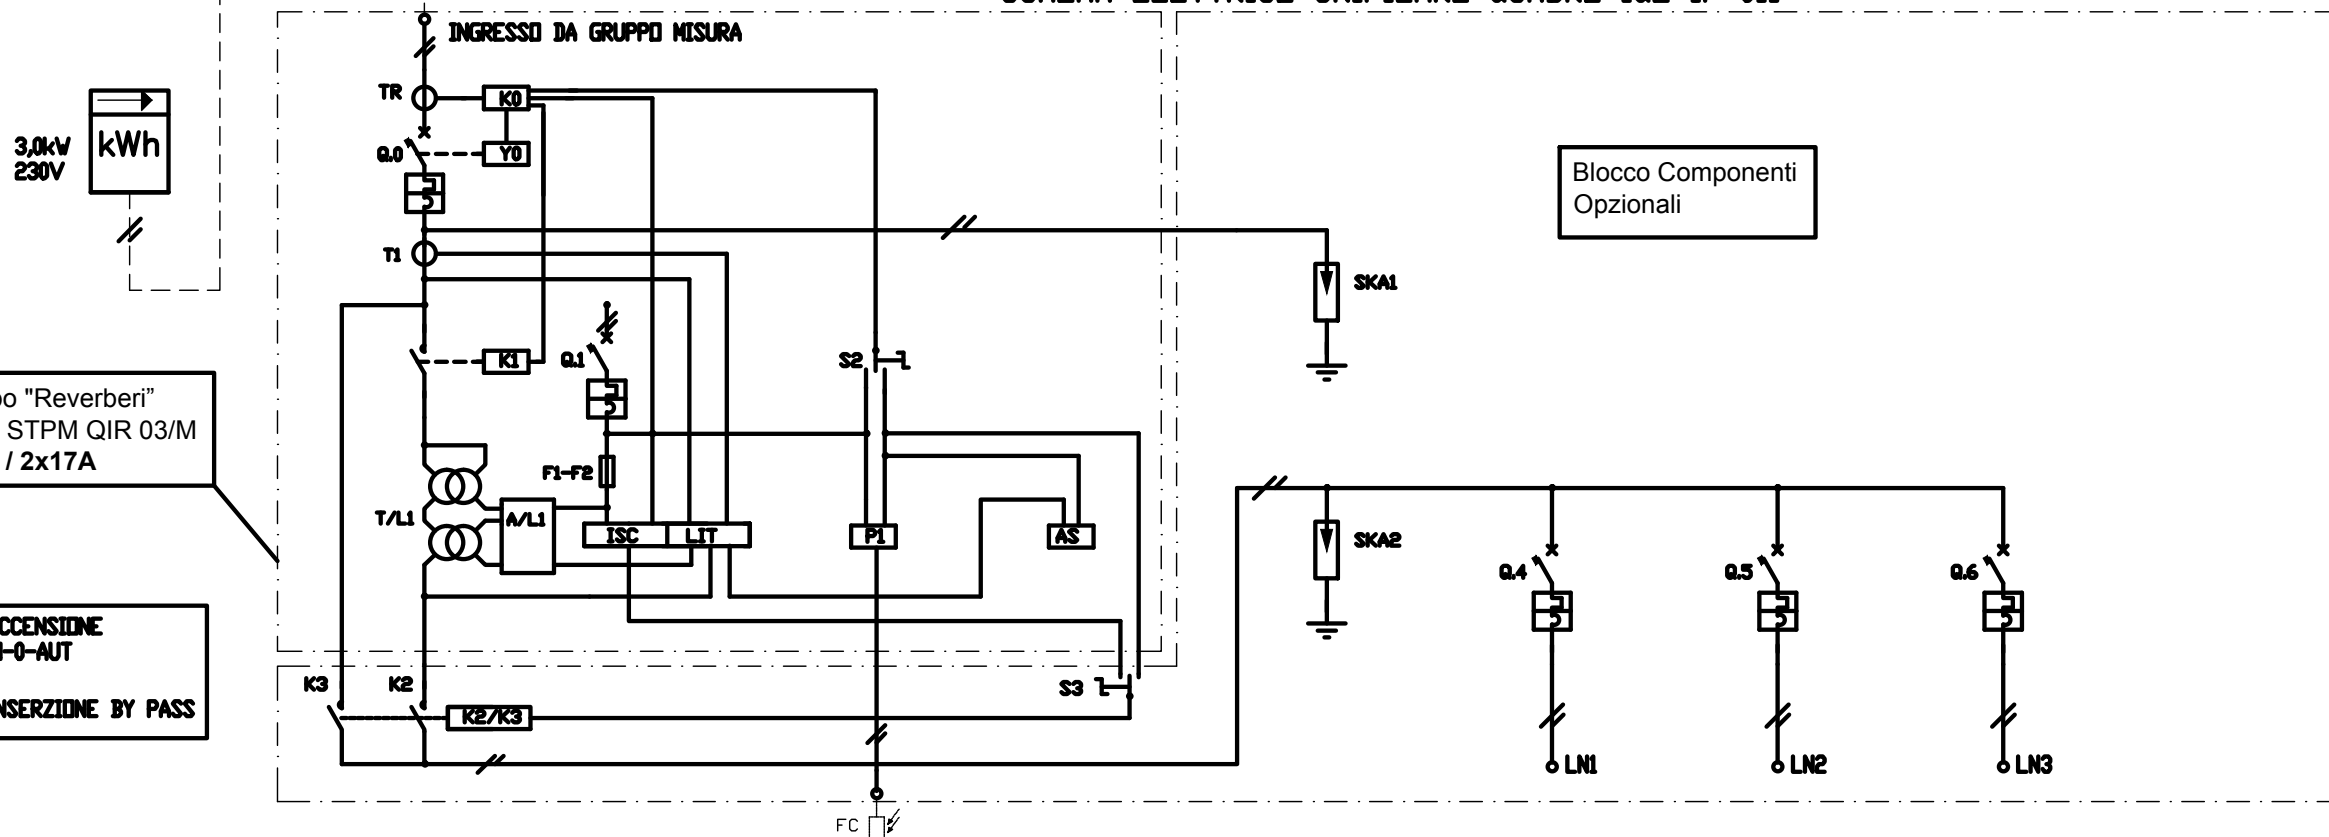 INGRESSO DA GRUPPO MISURA
TR
K0
3,0kW
230V
kWh
Q.0
Y0
Blocco Componenti
Opzionali
T1
SKA1
K1
Q.1
S2
"Reverberi”
STPM QIR 03/M
/ 2x17A
F1-F2
T/L1
A/L1
ISC
LIT
P1
AS
SKA2
Q.4
Q.5
Q.6
-0-AUT
BY PASS
K3
K2
S3
K2/K3
LN1
LN2
LN3
FC